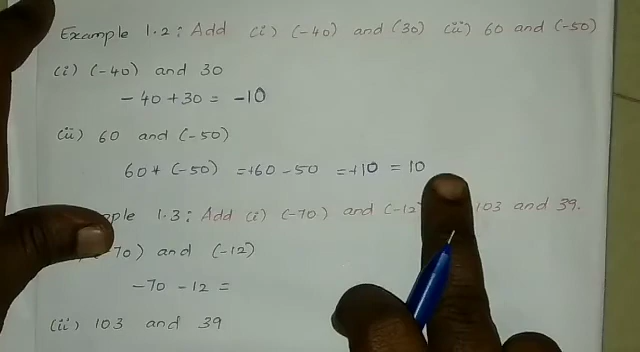 Example 1.2 : Add (i) (-40) and (30) (ii) 60 and (-50)
(i) (-40) and 30
-40 + 30 = -10
(ii) 60 and (-50)
60 + (-50) = +60 - 50 = +10 = 10
ple 1.3 : Add (i) (-70) and (-12 103 and 39.
70) and (-12)
-70 - 12 =
(ii) 103 and 39